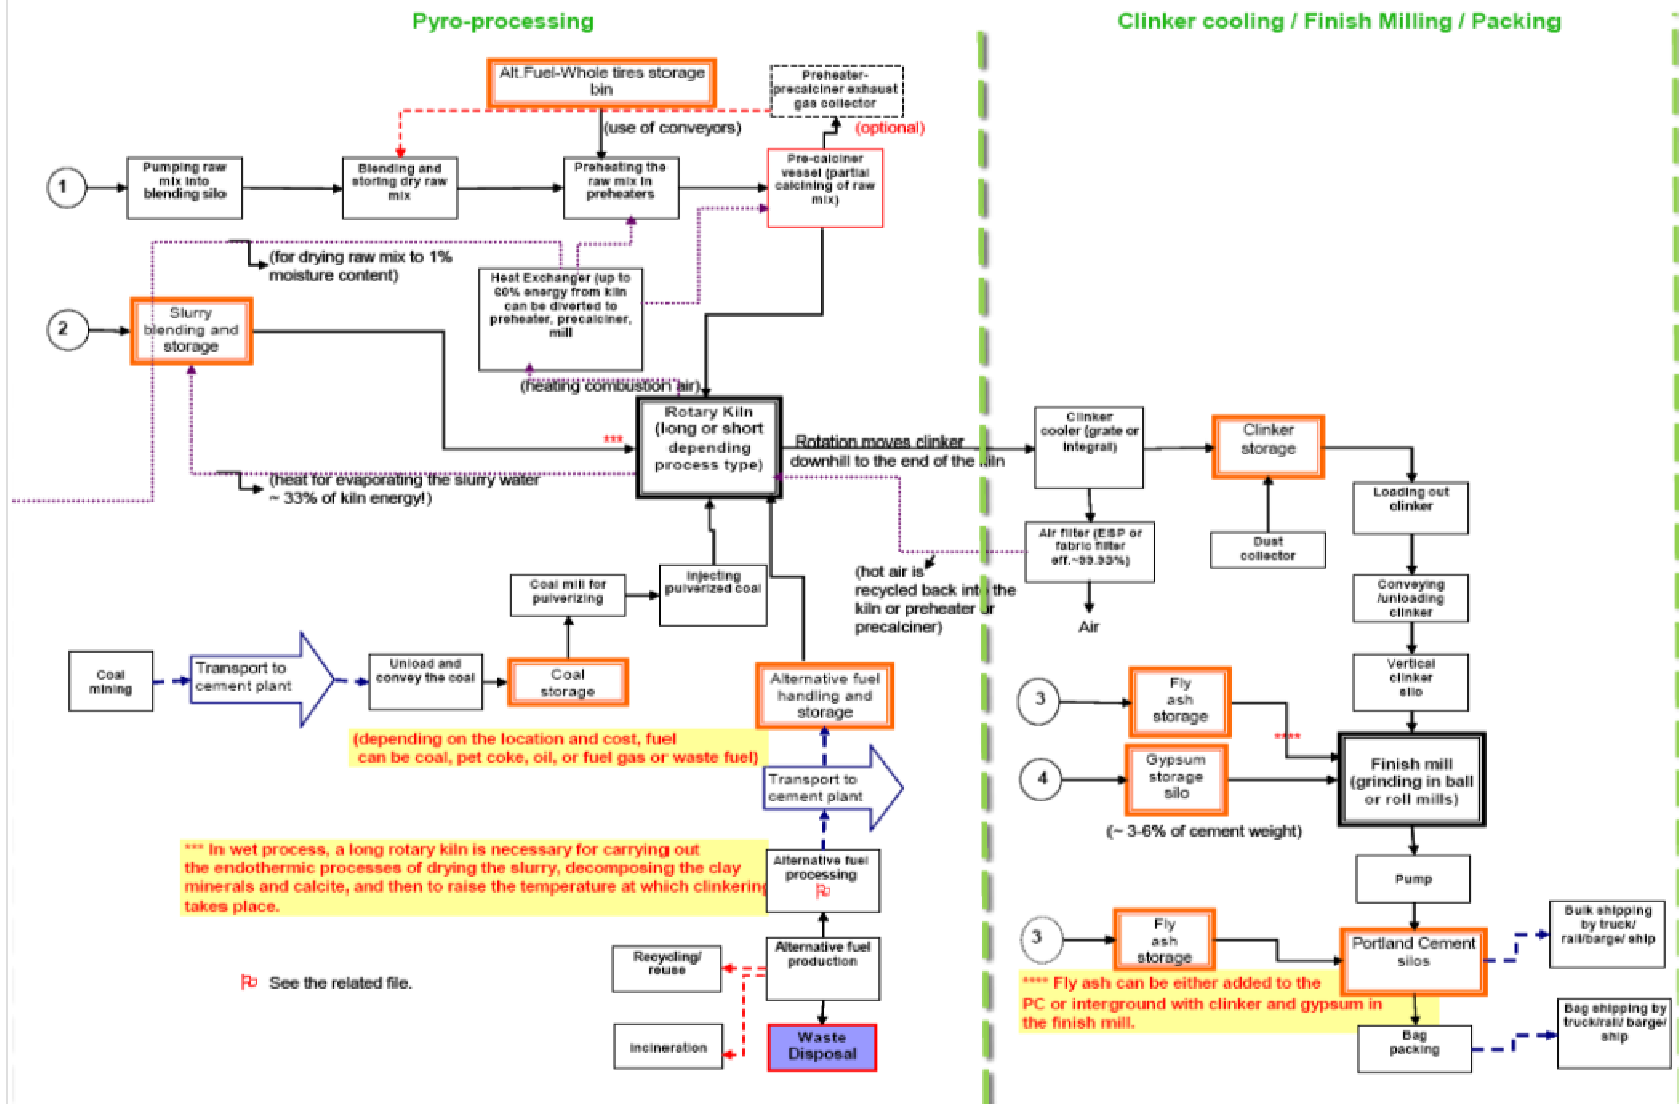 Pyro-processing
Clinker cooling / Finish Milling / Packing
Alt.Fuel-Whole tires storage
bin
Preheater-
precalciner exhaust
gas collector
(use of conveyors)
(optional)
1
Pumping raw
mix into
blending silo
Blending and
storing dry raw
mix
Preheating the
raw mix in
preheaters
Pre-calciner
vessel (partial
calcining of raw
mix)
(for drying raw mix to 1%
moisture content)
Heat Exchanger (up to
60% energy from kiln
can be diverted to
preheater, precalciner,
mill
2
Slurry
blending and
storage
(heating combustion air)
***
Rotary Kiln
(long or short
depending
process type)
Rotation moves clinker
downhill to the end of the kiln
Clinker
cooler (grate or
integral)
Clinker
storage
(heat for evaporating the slurry water
~ 33% of kiln energy!)
Loading out
clinker
Air filter (ESP or
fabric filter
eff.~99.93%)
Dust
collector
(hot air is
recycled back into the
kiln or preheater or
precalciner)
Air
Coal mill for
pulverizing
Injecting
pulverized coal
Conveying
/unloading
clinker
Coal
mining
Transport to
cement plant
Unload and
convey the coal
Coal
storage
Alternative fuel
handling and
storage
Vertical
clinker
silo
3
Fly
ash
storage
****
(depending on the location and cost, fuel
can be coal, pet coke, oil, or fuel gas or waste fuel)
Transport to
cement plant
4
Gypsum
storage
silo
Finish mill
(grinding in ball
or roll mills)
(~ 3-6% of cement weight)
*** In wet process, a long rotary kiln is necessary for carrying out
the endothermic processes of drying the slurry, decomposing the clay
minerals and calcite, and then to raise the temperature at which clinkering
takes place.
Alternative fuel
processing
Pump
3
Fly
ash
storage
Portland Cement
silos
Bulk shipping
by truck/
rail/barge/ ship
Recycling/
reuse
Alternative fuel
production
See the related file.
**** Fly ash can be either added to the
PC or interground with clinker and gypsum in
the finish mill.
Incineration
Waste
Disposal
Bag
packing
Bag shipping by
truck/rail/ barge/
ship